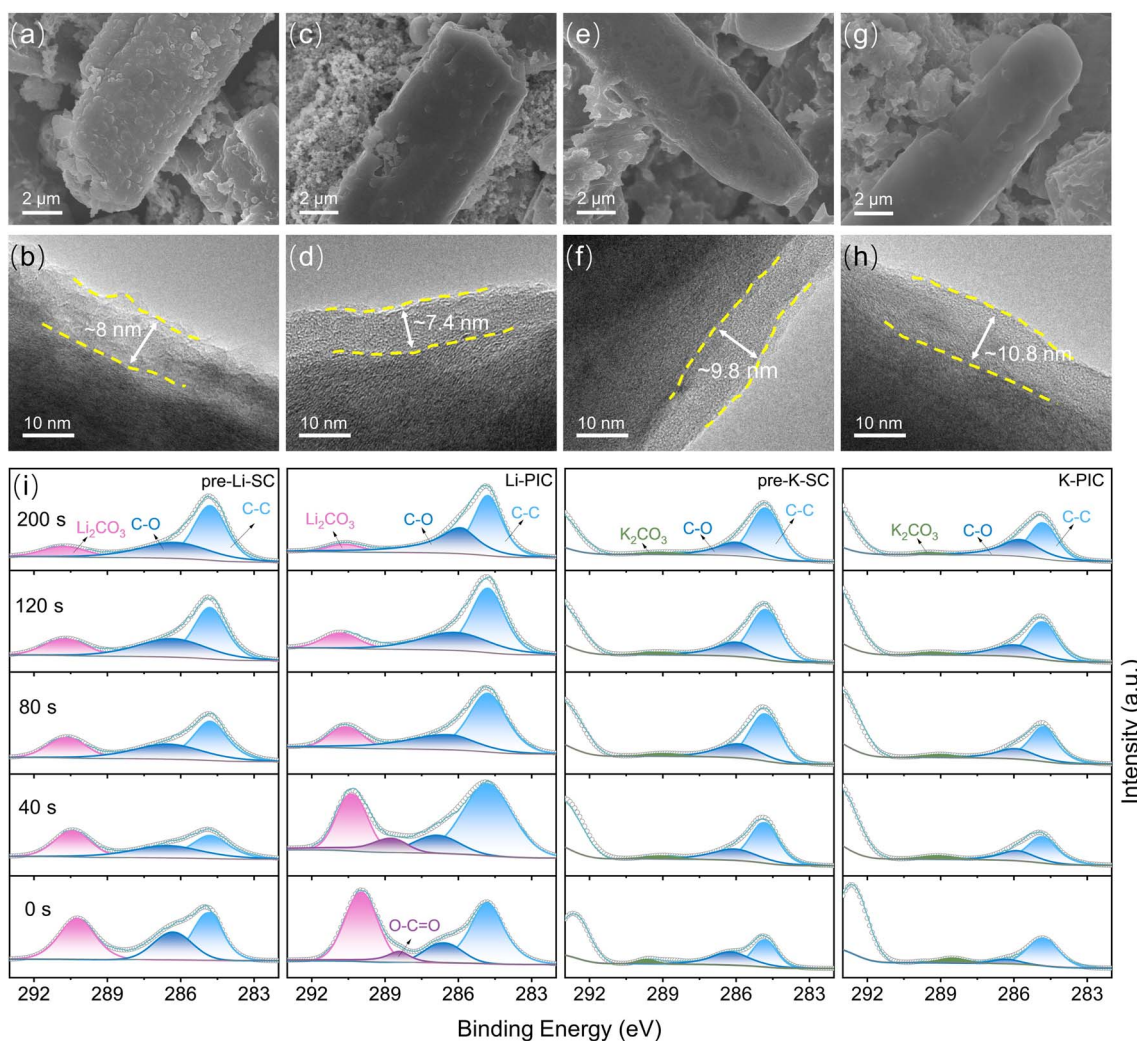 (a)
2 μm
(c)
2 μm
(e)
2 μm
(g)
2 μm
(b)
~8 nm
10 nm
(d)
~7.4 nm
10 nm
(f)
~9.8 nm
10 nm
(h)
~10.8 nm
10 nm
(i)
pre-Li-SC
200 s
Li₂CO₃
C-O
C-C
120 s
80 s
40 s
0 s
292 289 286 283
Li-PIC
Li₂CO₃
C-O
C-C
O-C=O
292 289 286 283
pre-K-SC
K₂CO₃
C-O
C-C
292 289 286 283
K-PIC
K₂CO₃
C-O
C-C
292 289 286 283
Intensity (a.u.)
Binding Energy (eV)